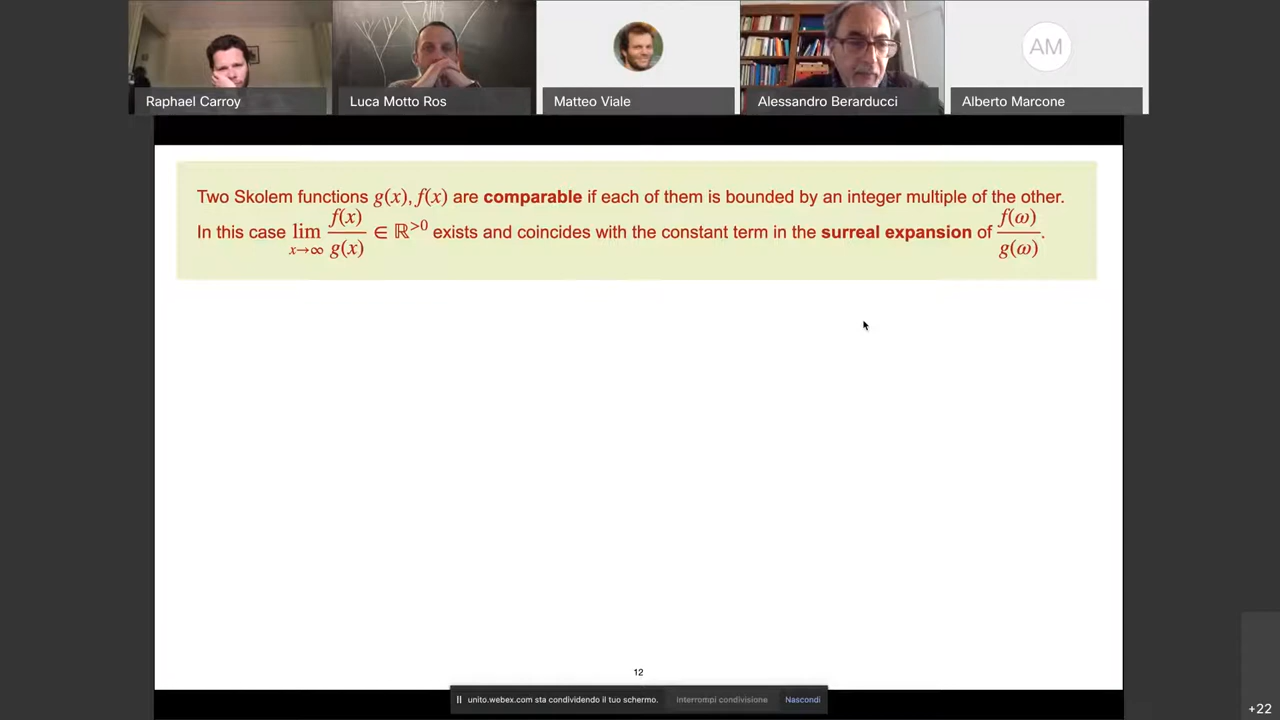 Raphael Carroy
Luca Motto Ros
Matteo Viale
Alessandro Berarducci
AM
Alberto Marcone
Two Skolem functions g(x), f(x) are comparable if each of them is bounded by an integer multiple of the other.
In this case lim x→∞ f(x)/g(x) ∈ ℝ^{>0} exists and coincides with the constant term in the surreal expansion of f(ω)/g(ω).
12
unito.webex.com sta condividendo il tuo schermo. Interrompi condivisione Nascondi
+22